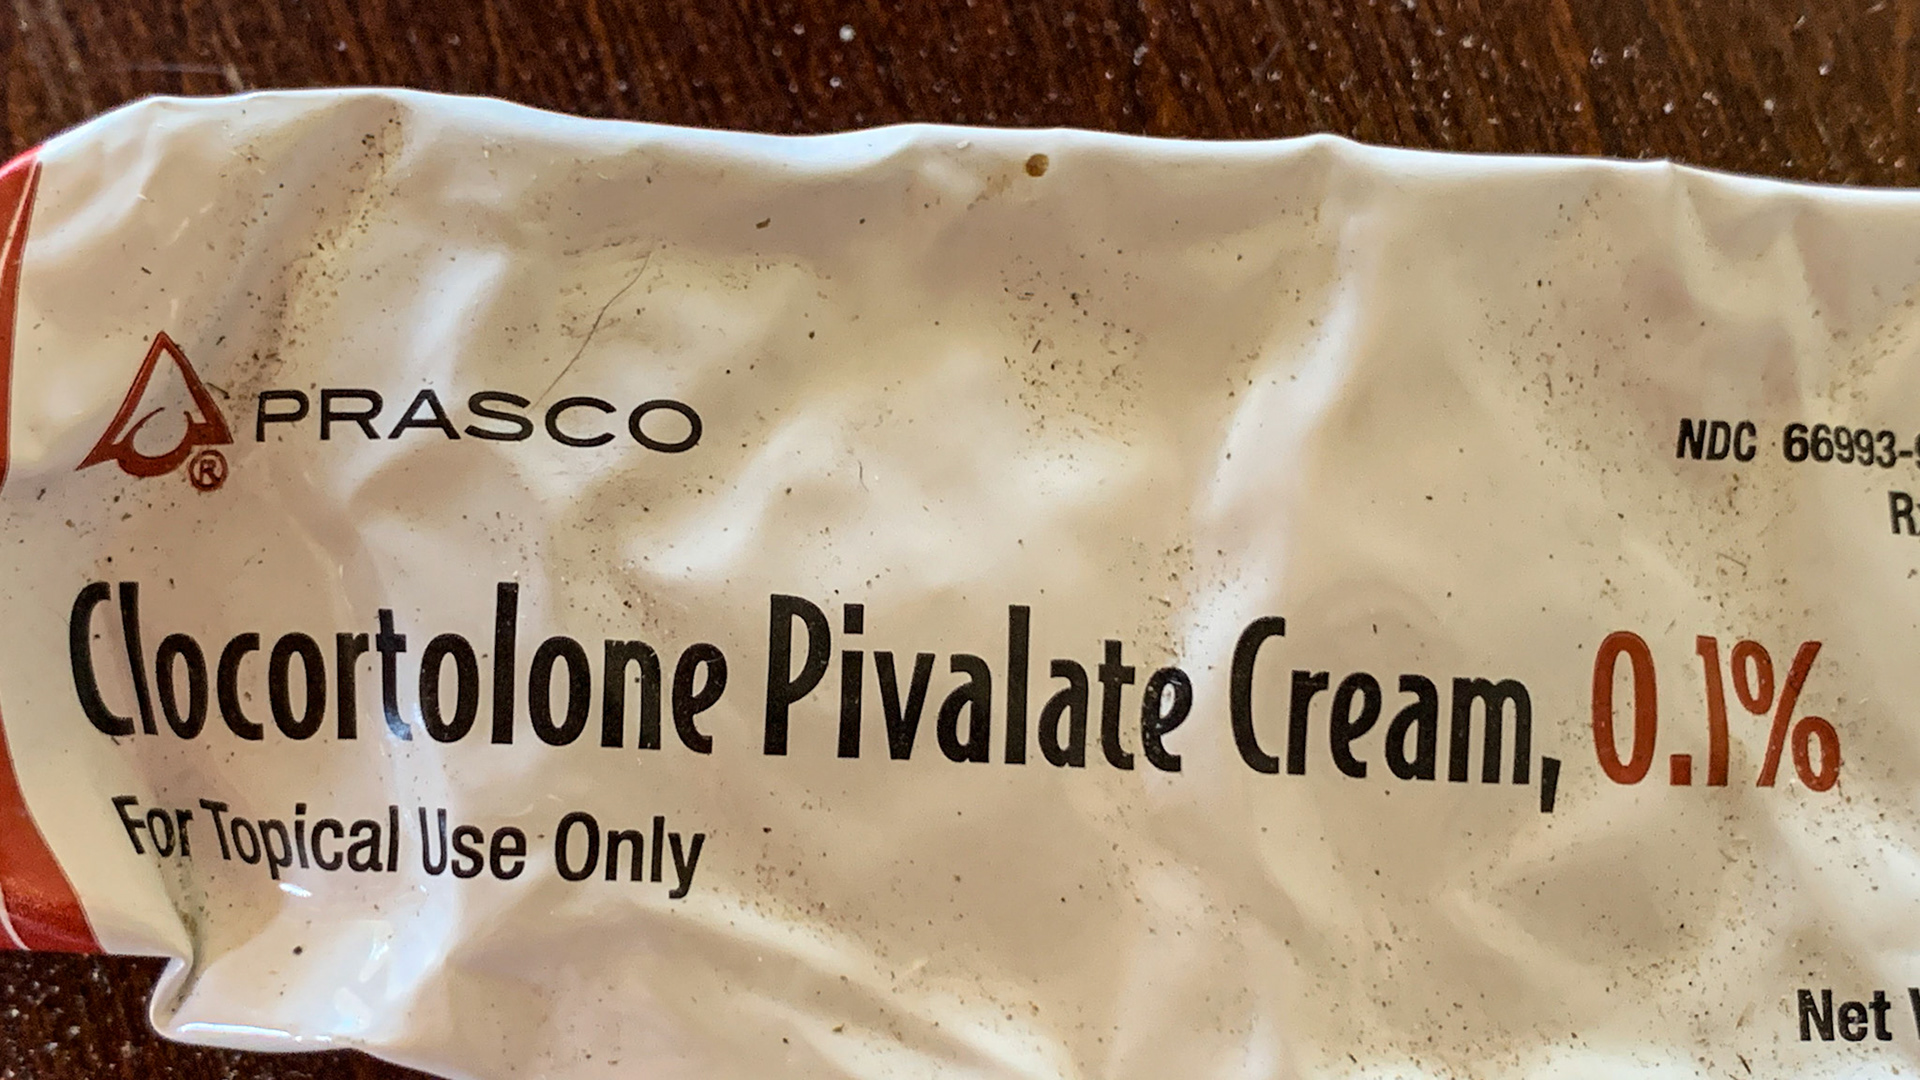 PRASCO
®
NDC 66993-
Clocortolone Pivalate Cream, 0.1%
For Topical Use Only
Net